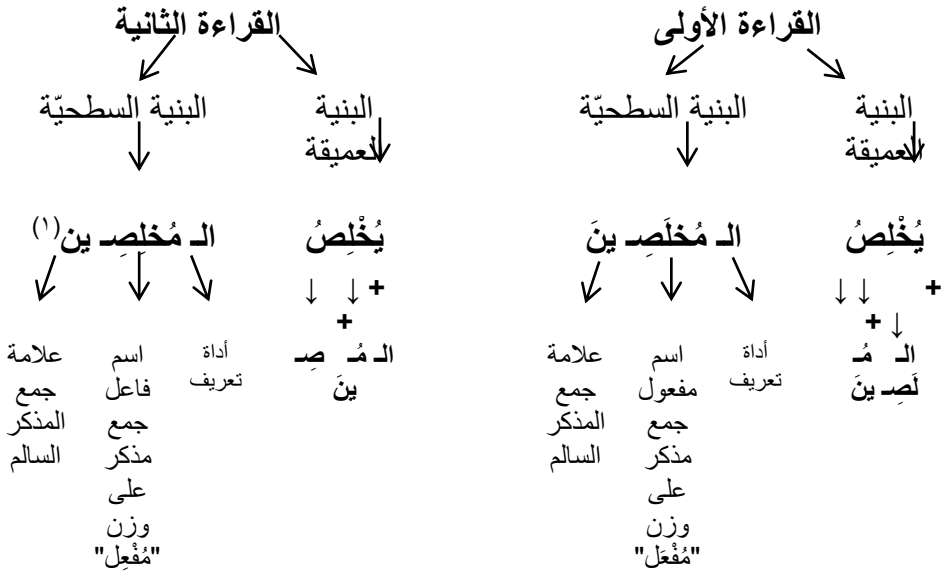 القراءة الأولى
البنية السطحيّة
البنية
العميقة
الـ مُخلَصِـ ينَ
يُخْلِصُ
↓ ↓ +
+ ↓
الـ مُـ
لَصِـ ينَ
أداة
تعريف
اسم
مفعول
جمع
مذكر
على
وزن
"مُفْعَل"
علامة
جمع
المذكر
السالم
القراءة الثانية
البنية السطحيّة
البنية
العميقة
الـ مُخلِصِـ ين(١)
يُخْلِصُ
↓ ↓ +
+
الـ مُـ صِـ
ينَ
أداة
تعريف
اسم
فاعل
جمع
مذكر
على
وزن
"مُفْعِل"
علامة
جمع
المذكر
السالم